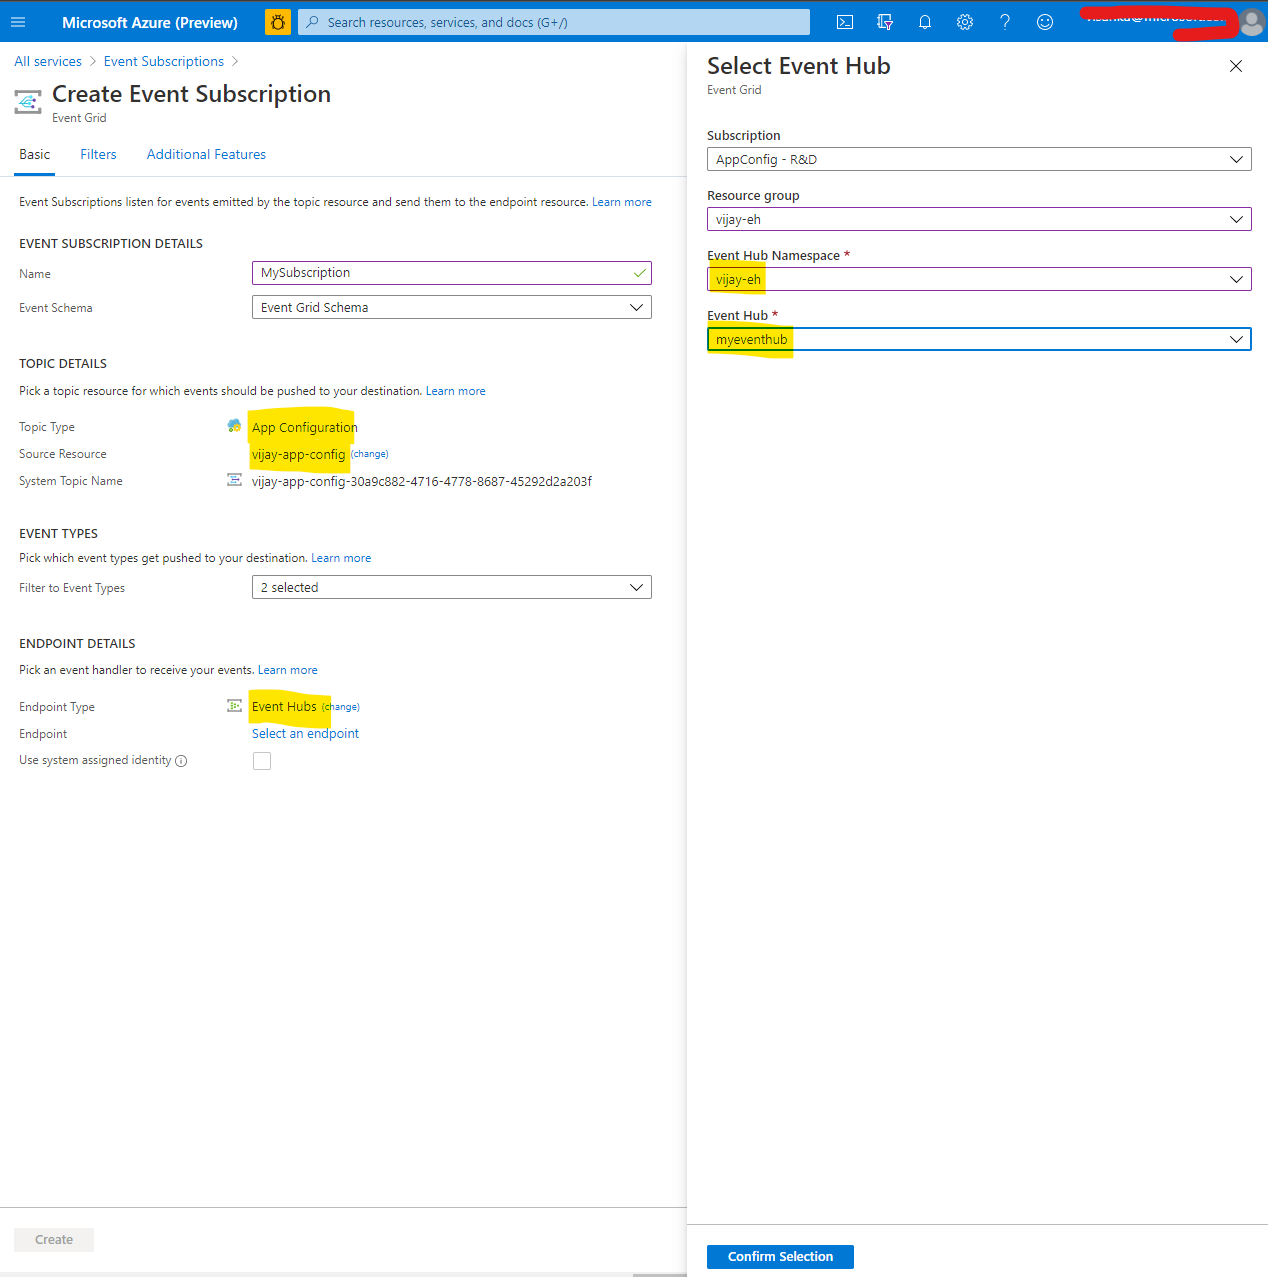 Microsoft Azure (Preview)
Search resources, services, and docs (G+/)
All services > Event Subscriptions >
Create Event Subscription
Event Grid
Basic
Filters
Additional Features
Event Subscriptions listen for events emitted by the topic resource and send them to the endpoint resource. Learn more
EVENT SUBSCRIPTION DETAILS
Name
MySubscription
Event Schema
Event Grid Schema
TOPIC DETAILS
Pick a topic resource for which events should be pushed to your destination. Learn more
Topic Type
App Configuration
Source Resource
vijay-app-config (change)
System Topic Name
vijay-app-config-30a9c882-4716-4778-8687-45292d2a203f
EVENT TYPES
Pick which event types get pushed to your destination. Learn more
Filter to Event Types
2 selected
ENDPOINT DETAILS
Pick an event handler to receive your events. Learn more
Endpoint Type
Event Hubs (change)
Endpoint
Select an endpoint
Use system assigned identity
Create
Select Event Hub
Event Grid
Subscription
AppConfig - R&D
Resource group
vijay-eh
Event Hub Namespace *
vijay-eh
Event Hub *
myeventhub
Confirm Selection